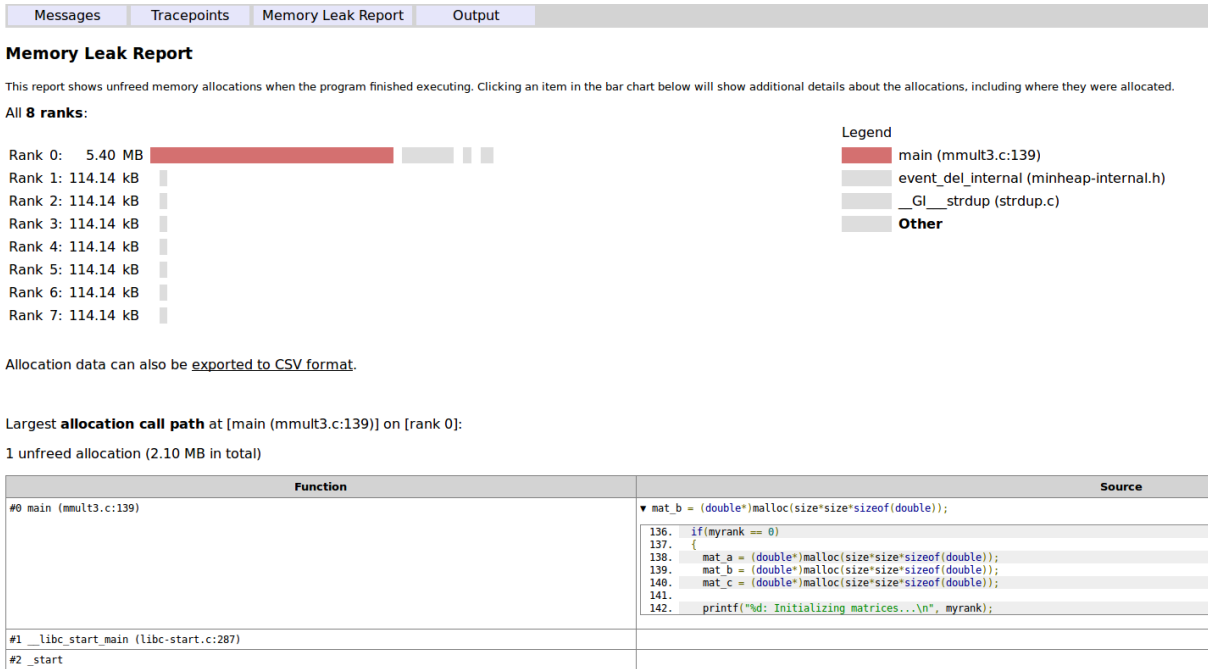 Messages Tracepoints Memory Leak Report Output
Memory Leak Report
This report shows unfreed memory allocations when the program finished executing. Clicking an item in the bar chart below will show additional details about the allocations, including where they were allocated.
All 8 ranks:
Legend
Rank 0: 5.40 MB main (mmult3.c:139)
Rank 1: 114.14 kB event_del_internal (minheap-internal.h)
Rank 2: 114.14 kB __GI___strdup (strdup.c)
Rank 3: 114.14 kB Other
Rank 4: 114.14 kB
Rank 5: 114.14 kB
Rank 6: 114.14 kB
Rank 7: 114.14 kB
Allocation data can also be exported to CSV format.
Largest allocation call path at [main (mmult3.c:139)] on [rank 0]:
1 unfreed allocation (2.10 MB in total)
Function Source
#0 main (mmult3.c:139) ▼ mat_b = (double*)malloc(size*size*sizeof(double));
136. if(myrank == 0)
137. {
138. mat_a = (double*)malloc(size*size*sizeof(double));
139. mat_b = (double*)malloc(size*size*sizeof(double));
140. mat_c = (double*)malloc(size*size*sizeof(double));
141.
142. printf("%d: Initializing matrices...\n", myrank);
#1 __libc_start_main (libc-start.c:287)
#2 _start